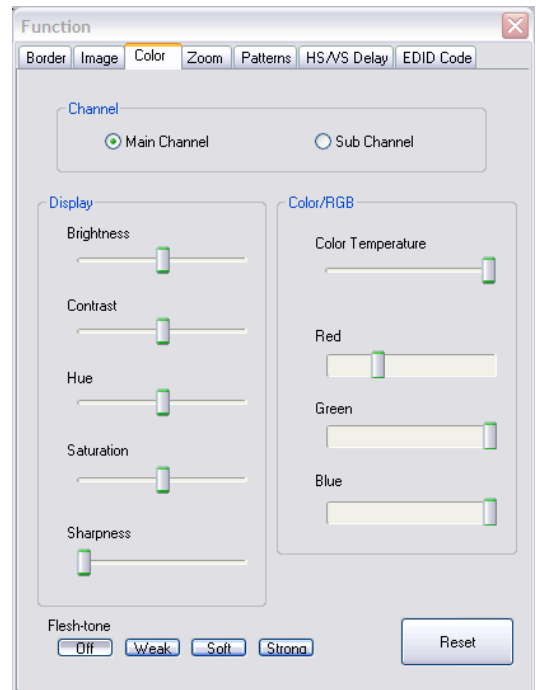 Function
Border Image Color Zoom Patterns HS/VS Delay EDID Code
Channel
Main Channel Sub Channel
Display
Brightness
Contrast
Hue
Saturation
Sharpness
Color/RGB
Color Temperature
Red
Green
Blue
Flesh-tone
Off Weak Soft Strong
Reset